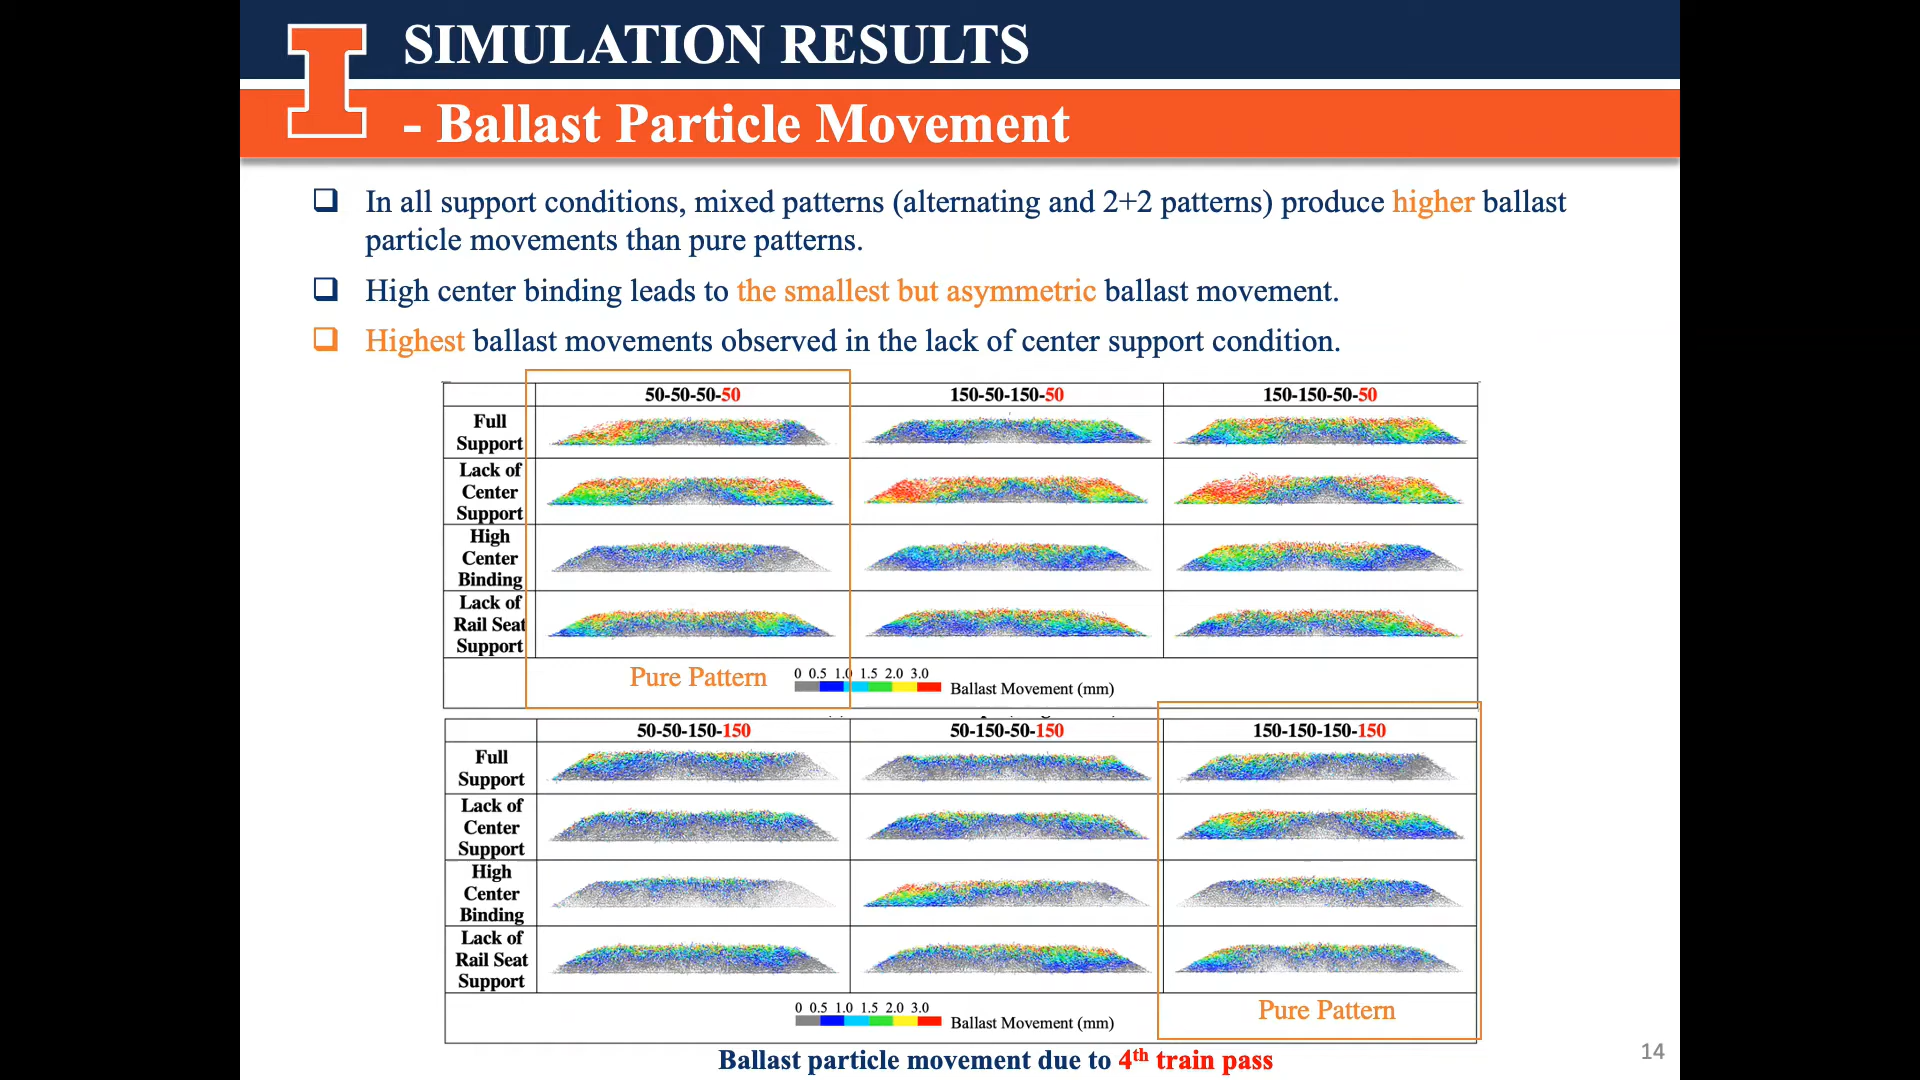 SIMULATION RESULTS
- Ballast Particle Movement
In all support conditions, mixed patterns (alternating and 2+2 patterns) produce higher ballast
particle movements than pure patterns.
High center binding leads to the smallest but asymmetric ballast movement.
Highest ballast movements observed in the lack of center support condition.
50-50-50-50 150-50-150-50 150-150-50-50
Full
Support
Lack of
Center
Support
High
Center
Binding
Lack of
Rail Seat
Support
Pure Pattern
0 0.5 1.0 1.5 2.0 3.0
Ballast Movement (mm)
50-50-150-150 50-150-50-150 150-150-150-150
Full
Support
Lack of
Center
Support
High
Center
Binding
Lack of
Rail Seat
Support
0 0.5 1.0 1.5 2.0 3.0
Ballast Movement (mm)
Pure Pattern
Ballast particle movement due to 4th train pass
14